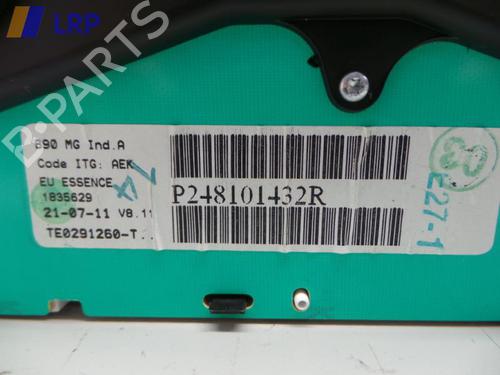 LRP
B-PARTS
890 MG Ind.A
Code ITG: AEK
EU ESSENCE
1835629
21-07-11 V8.11
TE0291260-T..
P248101432R
E27-1